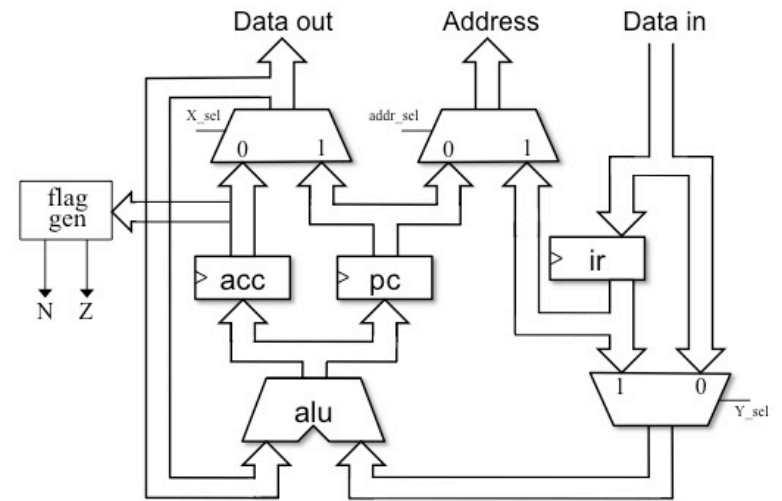 Data out
Address
Data in
X_sel
addr_sel
0
1
0
1
flag
gen
acc
pc
ir
N
Z
1
0
alu
Y_sel